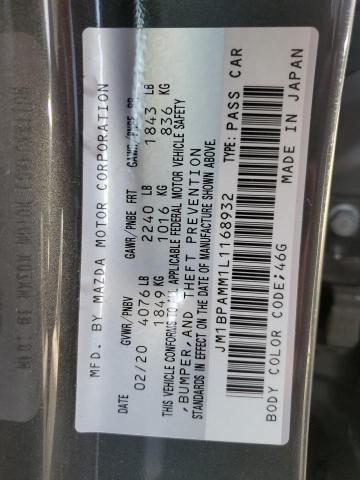 MFD. BY MAZDA MOTOR CORPORATION
DATE GVWR/PNBV GAWR/PNBE FRT GAWR/PNBE RR
02/20 4076 LB 2240 LB 1843 LB
1849 KG 1016 KG 836 KG
THIS VEHICLE CONFORMS TO ALL APPLICABLE FEDERAL MOTOR VEHICLE SAFETY
,BUMPER, AND THEFT PREVENTION
STANDARDS IN EFFECT ON THE DATE OF MANUFACTURE SHOWN ABOVE.
JM1BPAMM1L1168932 TYPE: PASS CAR
BODY COLOR CODE:46G MADE IN JAPAN